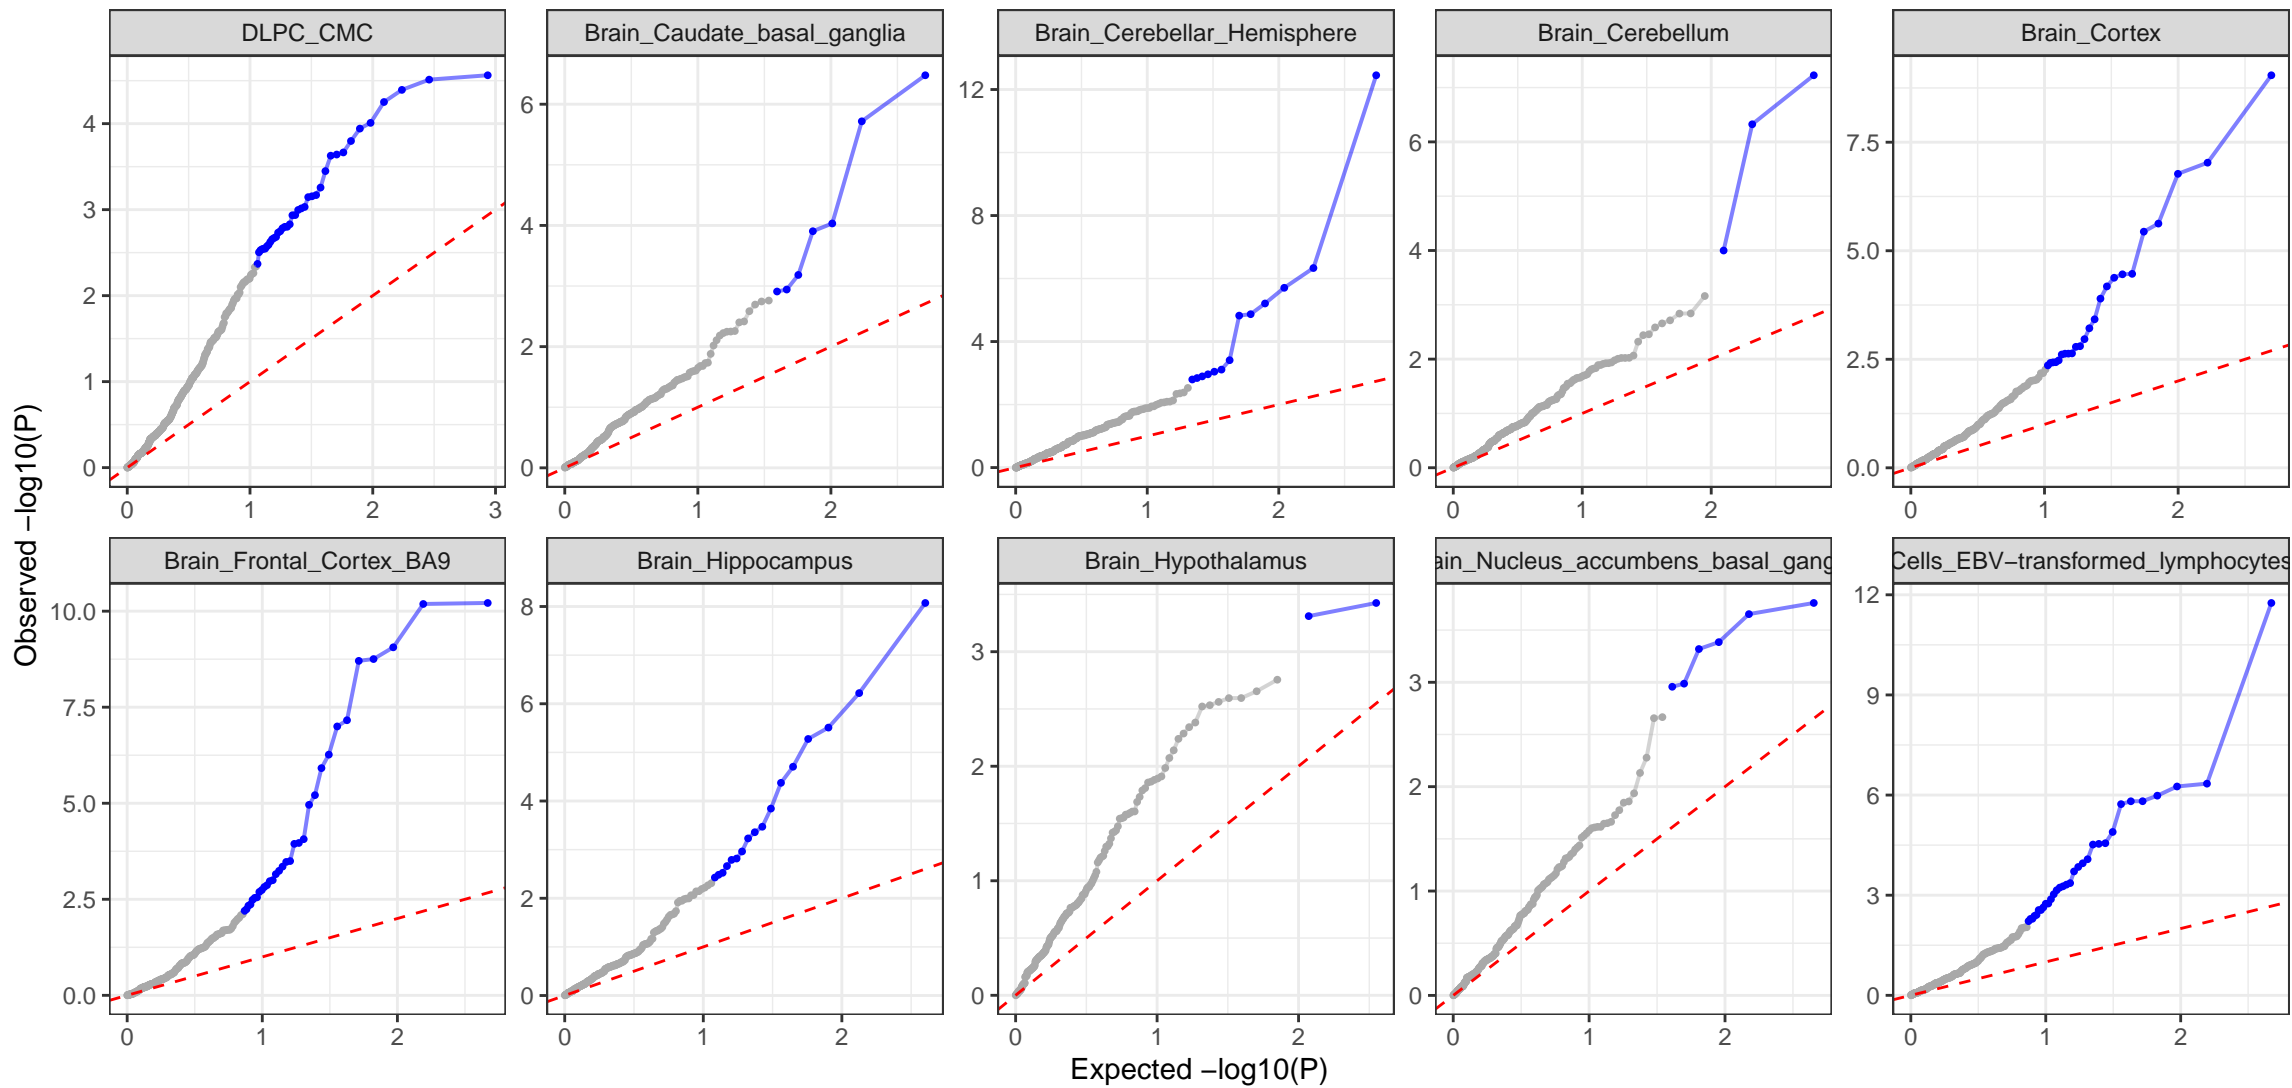 DLPC_CMC
Brain_Caudate_basal_ganglia
Brain_Cerebellar_Hemisphere
Brain_Cerebellum
Brain_Cortex
4
3
2
1
0
0 1 2 3
6
4
2
0
0 1 2
12
8
4
0
0 1 2
6
4
2
0
0 1 2
7.5
5.0
2.5
0.0
0 1 2
Observed −log10(P)
Brain_Frontal_Cortex_BA9
Brain_Hippocampus
Brain_Hypothalamus
ain_Nucleus_accumbens_basal_gang
Cells_EBV−transformed_lymphocytes
10.0
7.5
5.0
2.5
0.0
0 1 2
8
6
4
2
0
0 1 2
3
2
1
0
0 1 2
3
2
1
0
0 1 2
12
9
6
3
0
0 1 2
Expected −log10(P)